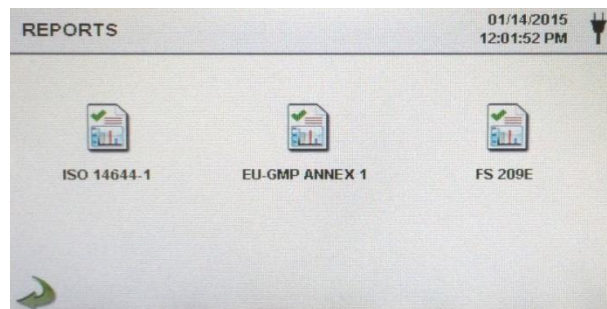 REPORTS
01/14/2015
12:01:52 PM
ISO 14644-1
EU-GMP ANNEX 1
FS 209E